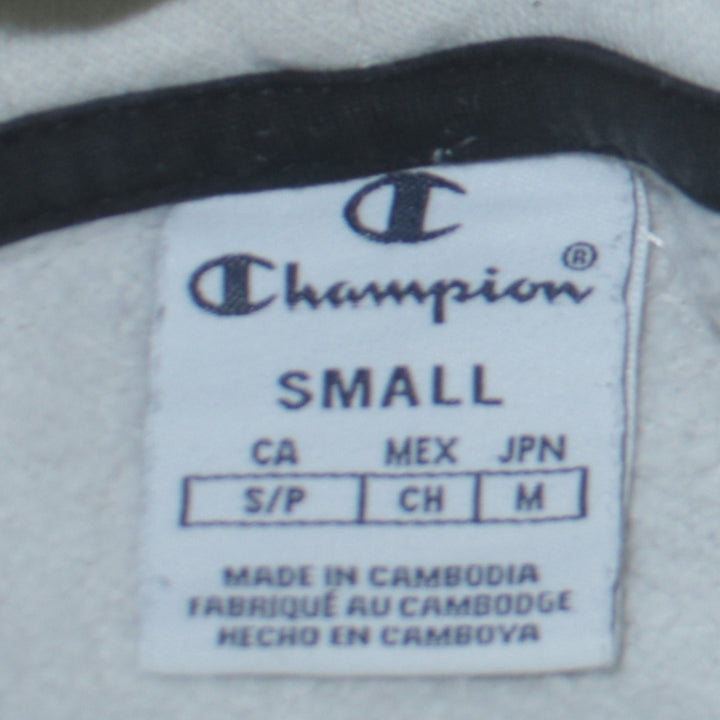 Champion®
SMALL
CA MEX JPN
S/P CH M
MADE IN CAMBODIA
FABRIQUÉ AU CAMBODGE
HECHO EN CAMBOYA